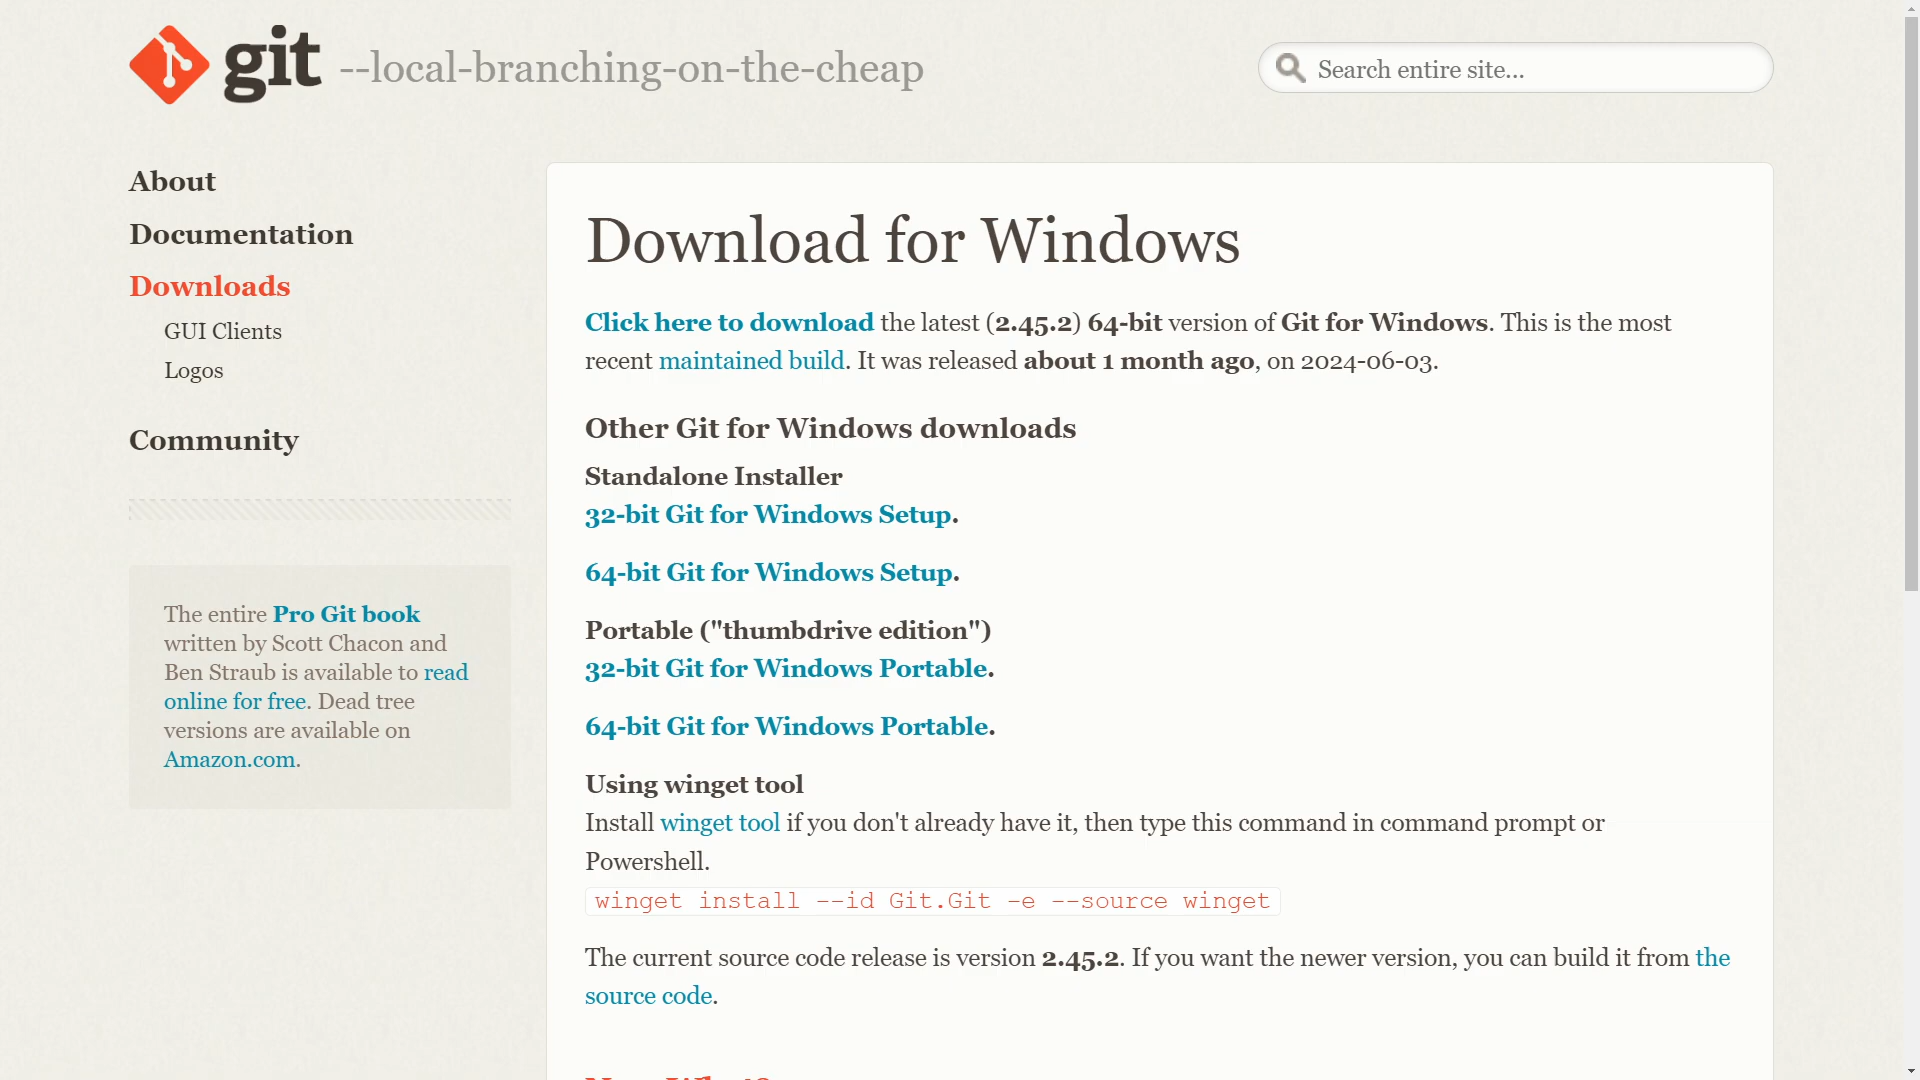 git --local-branching-on-the-cheap
Search entire site...
About
Documentation
Downloads
GUI Clients
Logos
Community
The entire Pro Git book
written by Scott Chacon and
Ben Straub is available to read
online for free. Dead tree
versions are available on
Amazon.com.
Download for Windows
Click here to download the latest (2.45.2) 64-bit version of Git for Windows. This is the most
recent maintained build. It was released about 1 month ago, on 2024-06-03.
Other Git for Windows downloads
Standalone Installer
32-bit Git for Windows Setup.
64-bit Git for Windows Setup.
Portable ("thumbdrive edition")
32-bit Git for Windows Portable.
64-bit Git for Windows Portable.
Using winget tool
Install winget tool if you don't already have it, then type this command in command prompt or
Powershell.
winget install --id Git.Git -e --source winget
The current source code release is version 2.45.2. If you want the newer version, you can build it from the
source code.